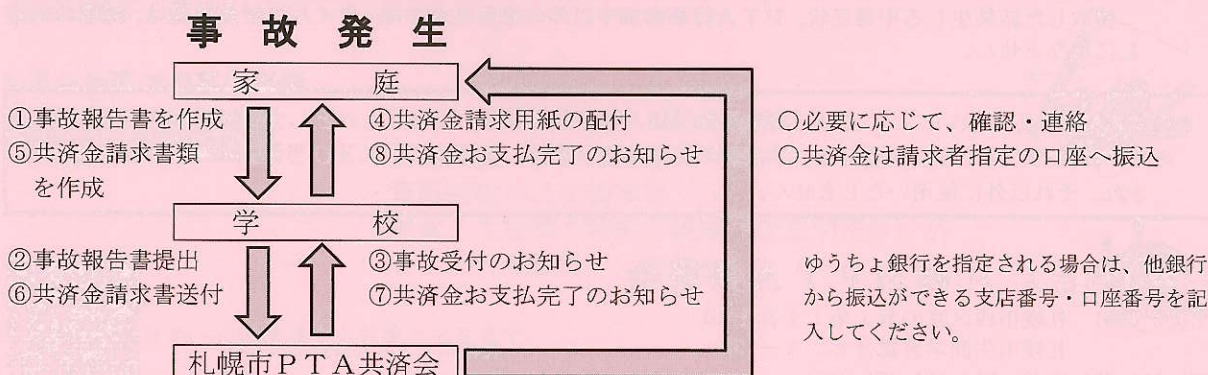 事故発生
家庭
①事故報告書を作成
⑤共済金請求書類
を作成
④共済金請求用紙の配付
⑧共済金お支払完了のお知らせ
○必要に応じて、確認・連絡
○共済金は請求者指定の口座へ振込
学校
②事故報告書提出
⑥共済金請求書送付
③事故受付のお知らせ
⑦共済金お支払完了のお知らせ
ゆうちょ銀行を指定される場合は、他銀行
から振込ができる支店番号・口座番号を記
入してください。
札幌市PTA共済会